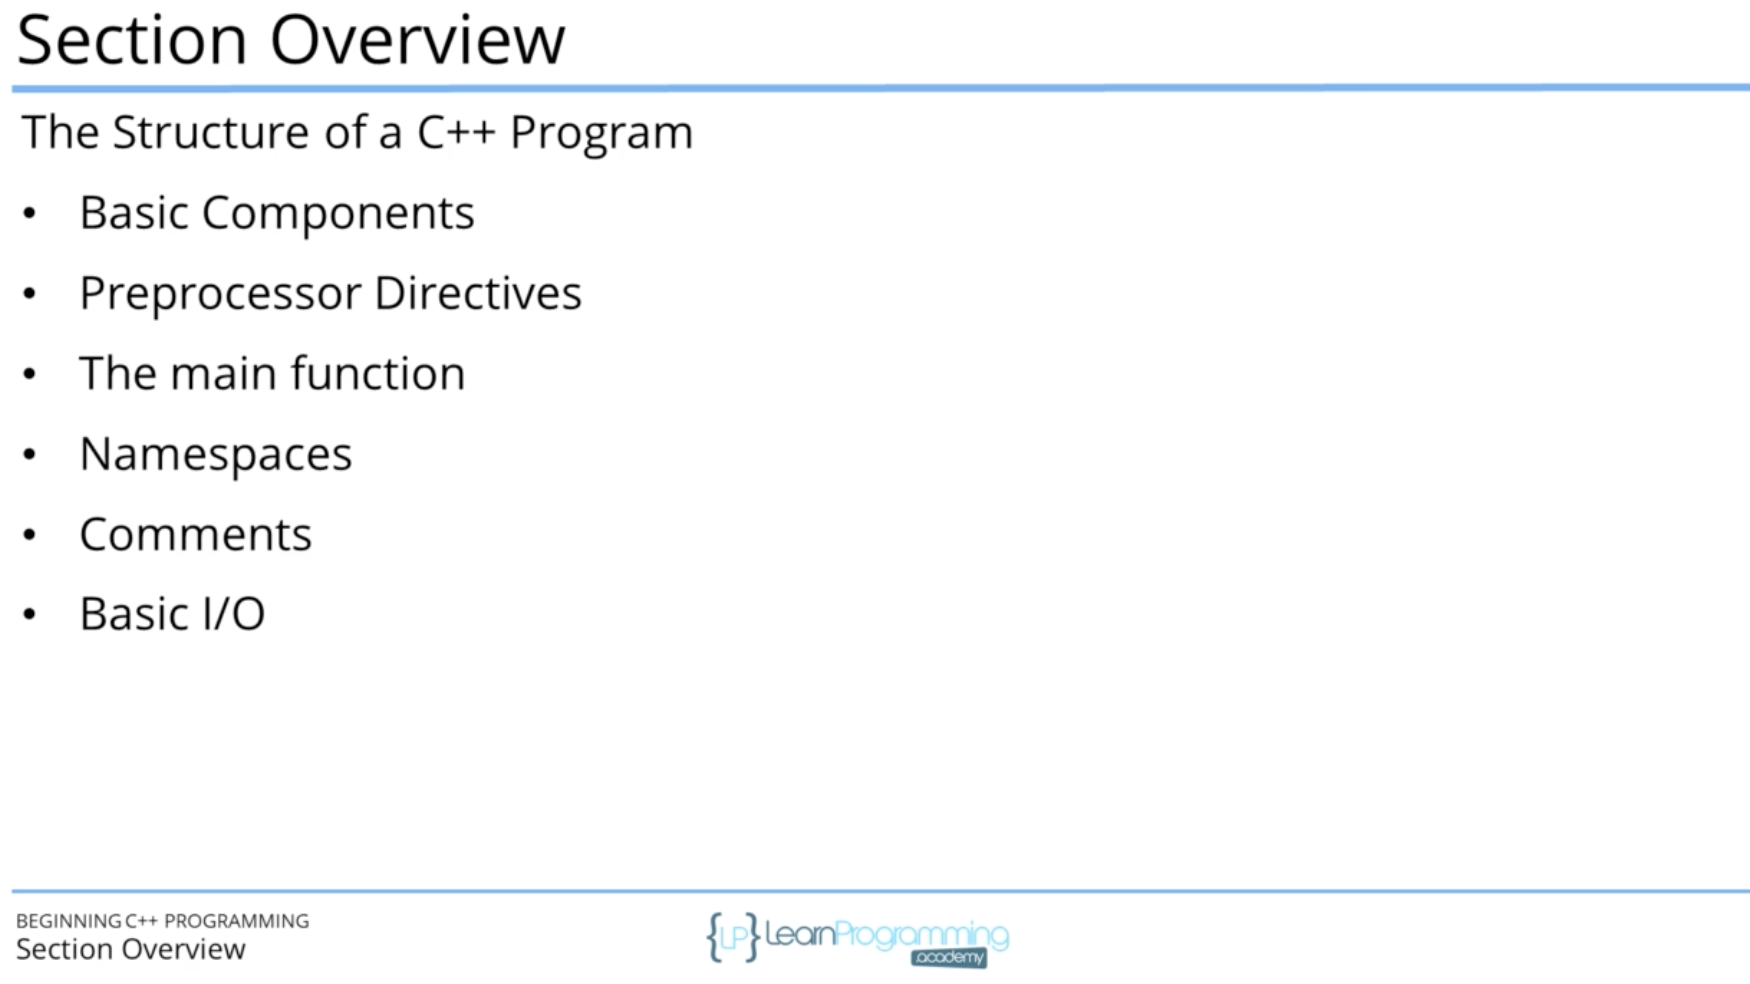 Section Overview
The Structure of a C++ Program
• Basic Components
• Preprocessor Directives
• The main function
• Namespaces
• Comments
• Basic I/O
BEGINNING C++ PROGRAMMING
Section Overview
{LP} LearnProgramming
.academy